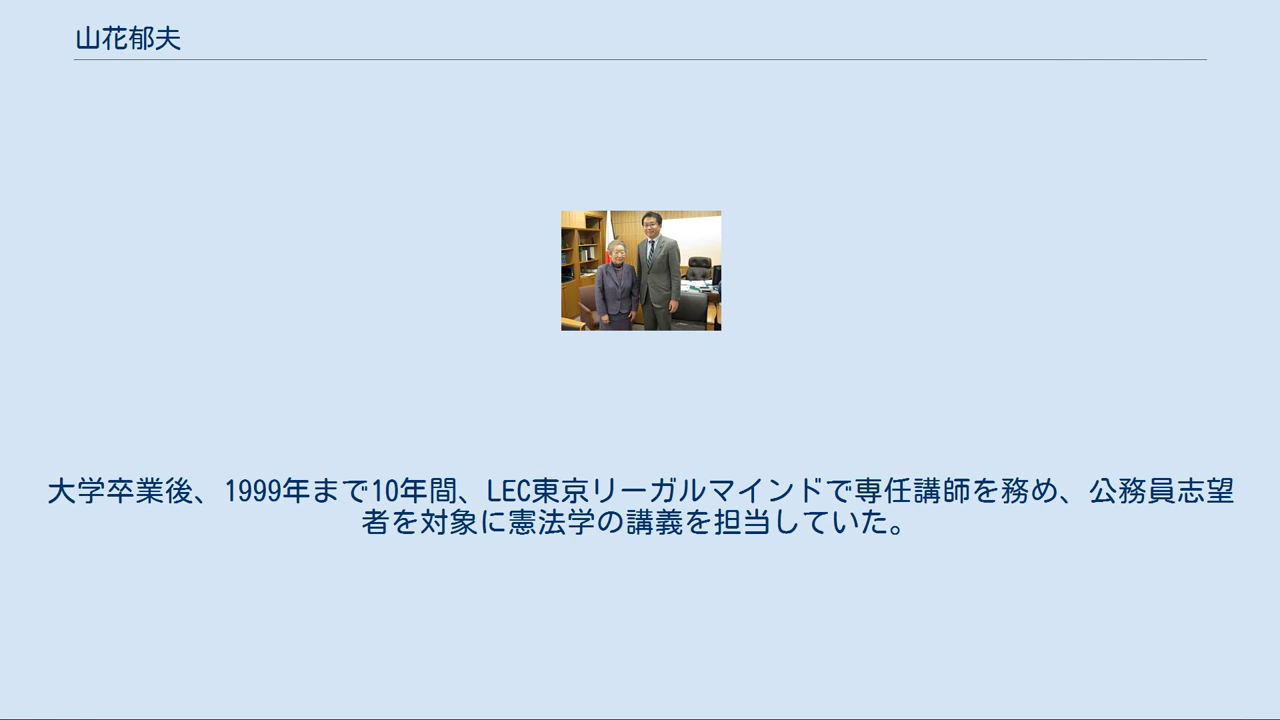 山花郁夫
大学卒業後、1999年まで10年間、LEC東京リーガルマインドで専任講師を務め、公務員志望
者を対象に憲法学の講義を担当していた。